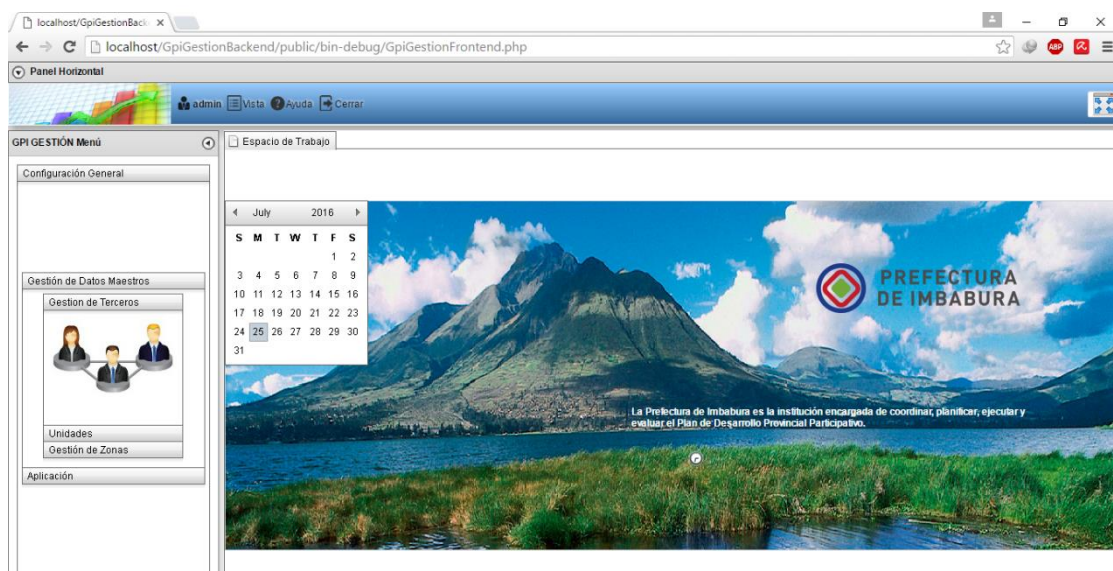 localhost/GpiGestionBack
localhost/GpiGestionBackend/public/bin-debug/GpiGestionFrontend.php
ABP
Panel Horizontal
admin Vista Ayuda Cerrar
GPI GESTIÓN Menú
Espacio de Trabajo
Configuración General
Gestión de Datos Maestros
Gestion de Terceros
Unidades
Gestión de Zonas
Aplicación
July 2016
S M T W T F S
1 2
3 4 5 6 7 8 9
10 11 12 13 14 15 16
17 18 19 20 21 22 23
24 25 26 27 28 29 30
31
PREFECTURA
DE IMBABURA
La Prefectura de Imbabura es la institución encargada de coordinar, planificar, ejecutar y
evaluar el Plan de Desarrollo Provincial Participativo.